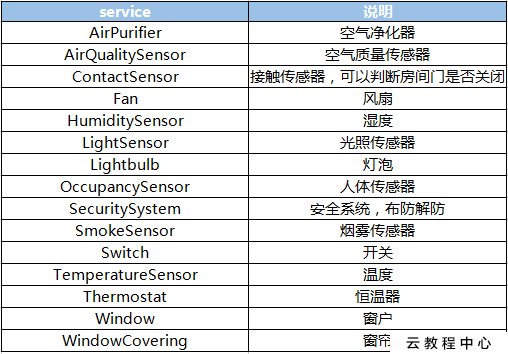 service 说明
AirPurifier 空气净化器
AirQualitySensor 空气质量传感器
ContactSensor 接触传感器，可以判断房间门是否关闭
Fan 风扇
HumiditySensor 湿度
LightSensor 光照传感器
Lightbulb 灯泡
OccupancySensor 人体传感器
SecuritySystem 安全系统，布防解防
SmokeSensor 烟雾传感器
Switch 开关
TemperatureSensor 温度
Thermostat 恒温器
Window 窗户
WindowCovering 窗帘
云教程中心